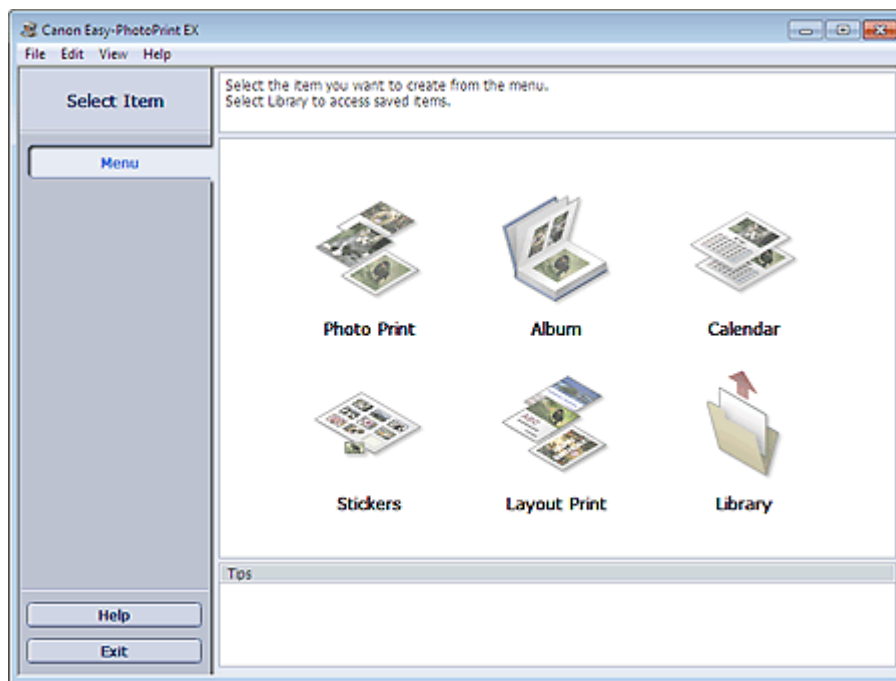 Canon Easy-PhotoPrint EX
File Edit View Help
Select Item
Select the item you want to create from the menu.
Select Library to access saved items.
Menu
Photo Print
Album
Calendar
Stickers
Layout Print
Library
Tips
Help
Exit